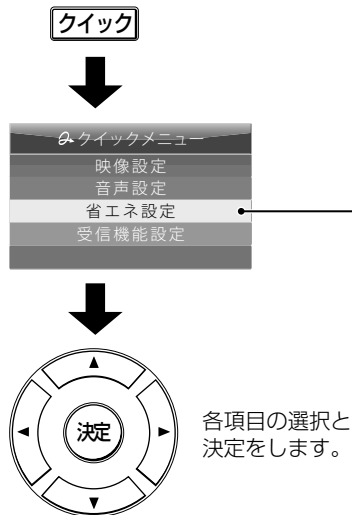 クイック
クイックメニュー
映像設定
音声設定
省エネ設定
受信機能設定
決定
各項目の選択と
決定をします。